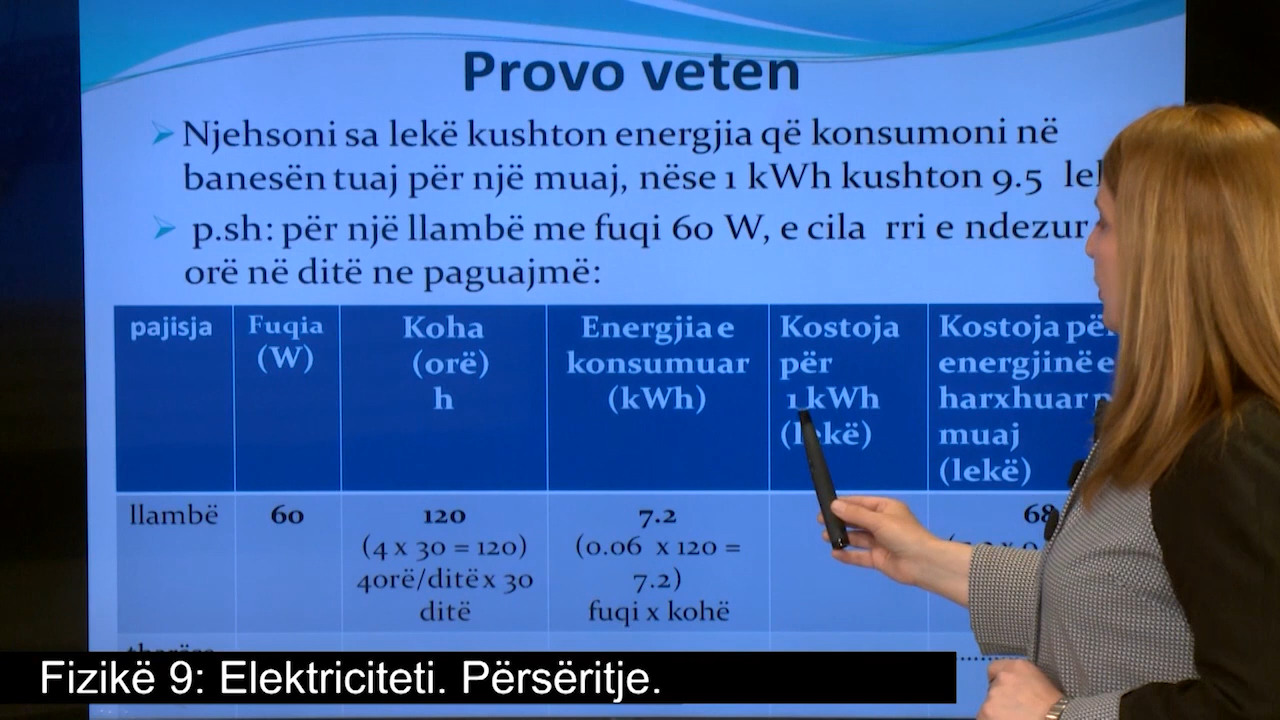 Provo veten
Njehsoni sa lekë kushton energjia që konsumoni në
banesën tuaj për një muaj, nëse 1 kWh kushton 9.5
p.sh: për një llambë me fuqi 60 W, e cila rri e ndezur
orë në ditë ne paguajmë:
pajisja
Fuqia
(W)
Koha
(orë)
h
Energjia e
konsumuar
(kWh)
Kostoja
për
1 kWh
(lekë)
Kostoja
energjinë e
harxhuar
muaj
(lekë)
llambë
60
120
(4 x 30 = 120)
4orë/ditë x 30
ditë
7.2
(0.06 x 120 =
7.2)
fuqi x kohë
Fizikë 9: Elektriciteti. Përsëritje.